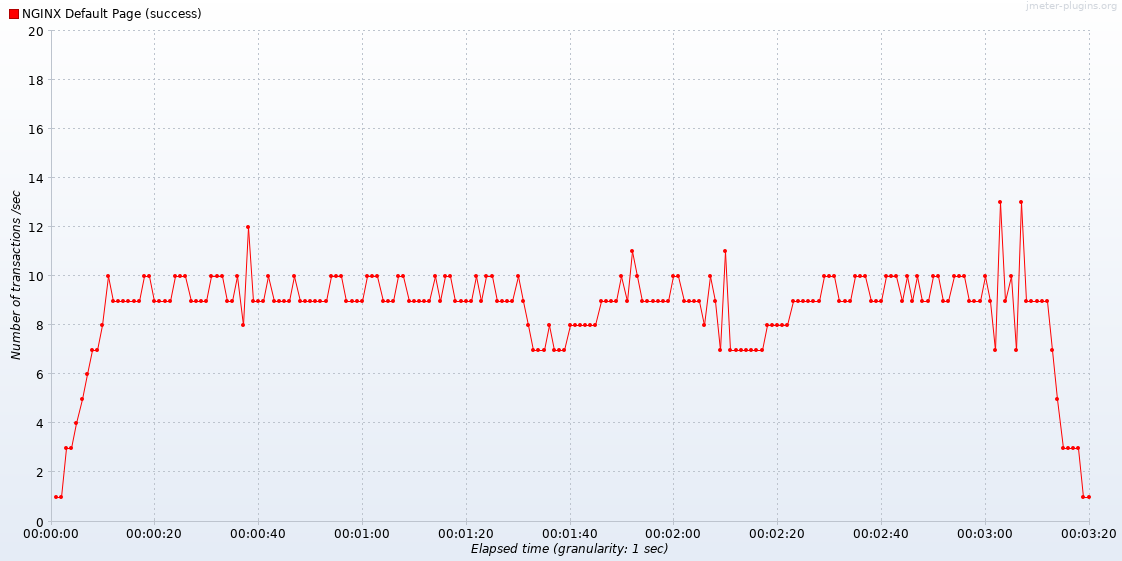 jmeter-plugins.org
NGINX Default Page (success)
20
18
16
14
12
10
8
6
4
2
0
Number of transactions /sec
00:00:00 00:00:20 00:00:40 00:01:00 00:01:20 00:01:40 00:02:00 00:02:20 00:02:40 00:03:00 00:03:20
Elapsed time (granularity: 1 sec)